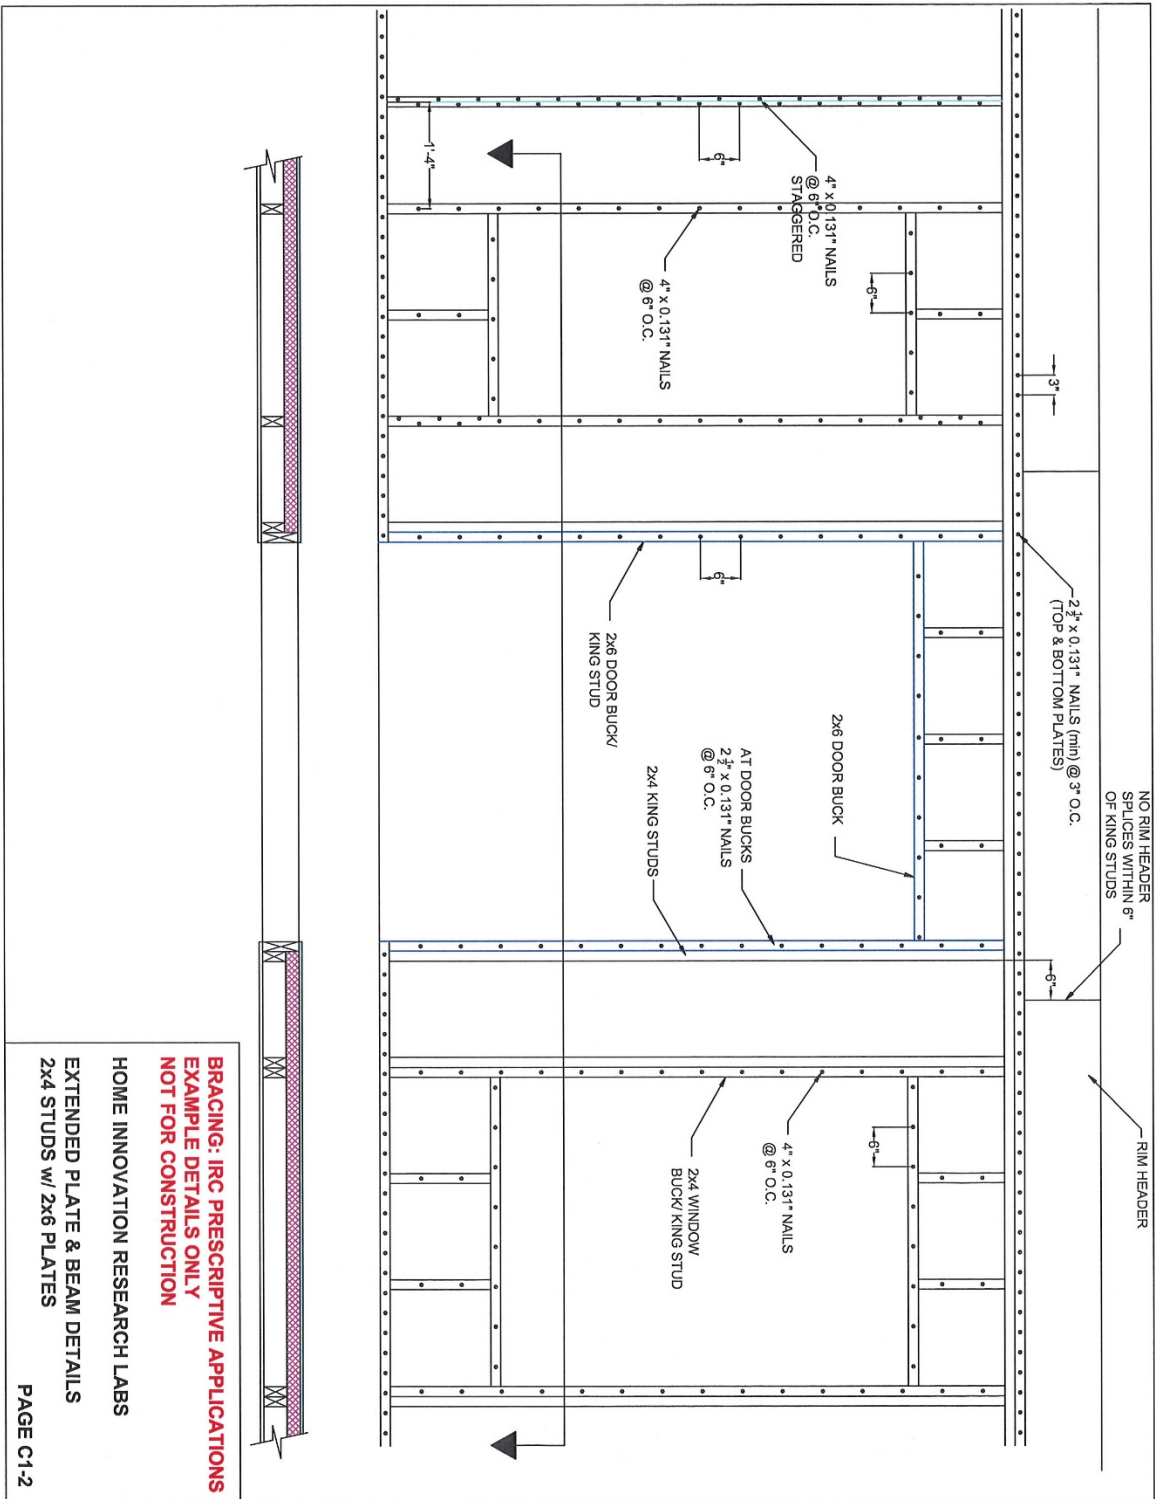 NO RIM HEADER
SPLICES WITHIN 6"
OF KING STUDS
RIM HEADER
2 1/2" x 0.131" NAILS (min) @ 3" O.C.
(TOP & BOTTOM PLATES)
3"
6"
4" x 0.131" NAILS
@ 6" O.C.
STAGGERED
6"
6"
2x6 DOOR BUCK
6"
4" x 0.131" NAILS
@ 6" O.C.
6"
AT DOOR BUCKS
2 1/2" x 0.131" NAILS
@ 6" O.C.
4" x 0.131" NAILS
@ 6" O.C.
2x4 KING STUDS
2x6 DOOR BUCK/
KING STUD
2x4 WINDOW
BUCK/ KING STUD
1'-4"
BRACING: IRC PRESCRIPTIVE APPLICATIONS
EXAMPLE DETAILS ONLY
NOT FOR CONSTRUCTION
HOME INNOVATION RESEARCH LABS
EXTENDED PLATE & BEAM DETAILS
2x4 STUDS w/ 2x6 PLATES
PAGE C1-2